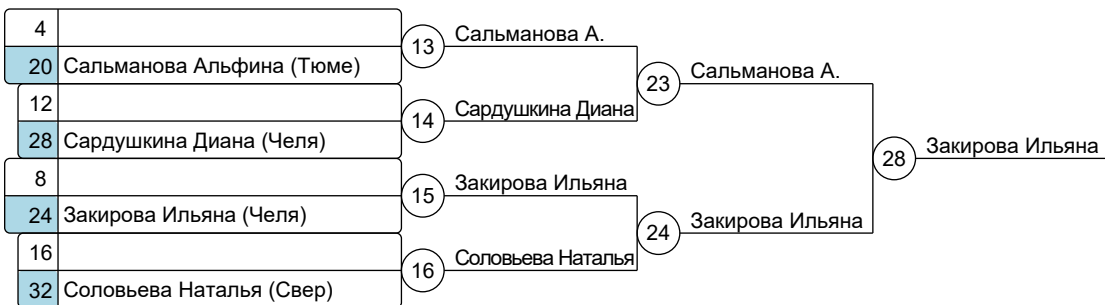 4
20 Сальманова Альфина (Тюме)
12
28 Сардушкина Диана (Челя)
8
24 Закирова Ильяна (Челя)
16
32 Соловьева Наталья (Свер)
13 Сальманова А.
14 Сардушкина Диана
15 Закирова Ильяна
16 Соловьева Наталья
23 Сальманова А.
24 Закирова Ильяна
28 Закирова Ильяна